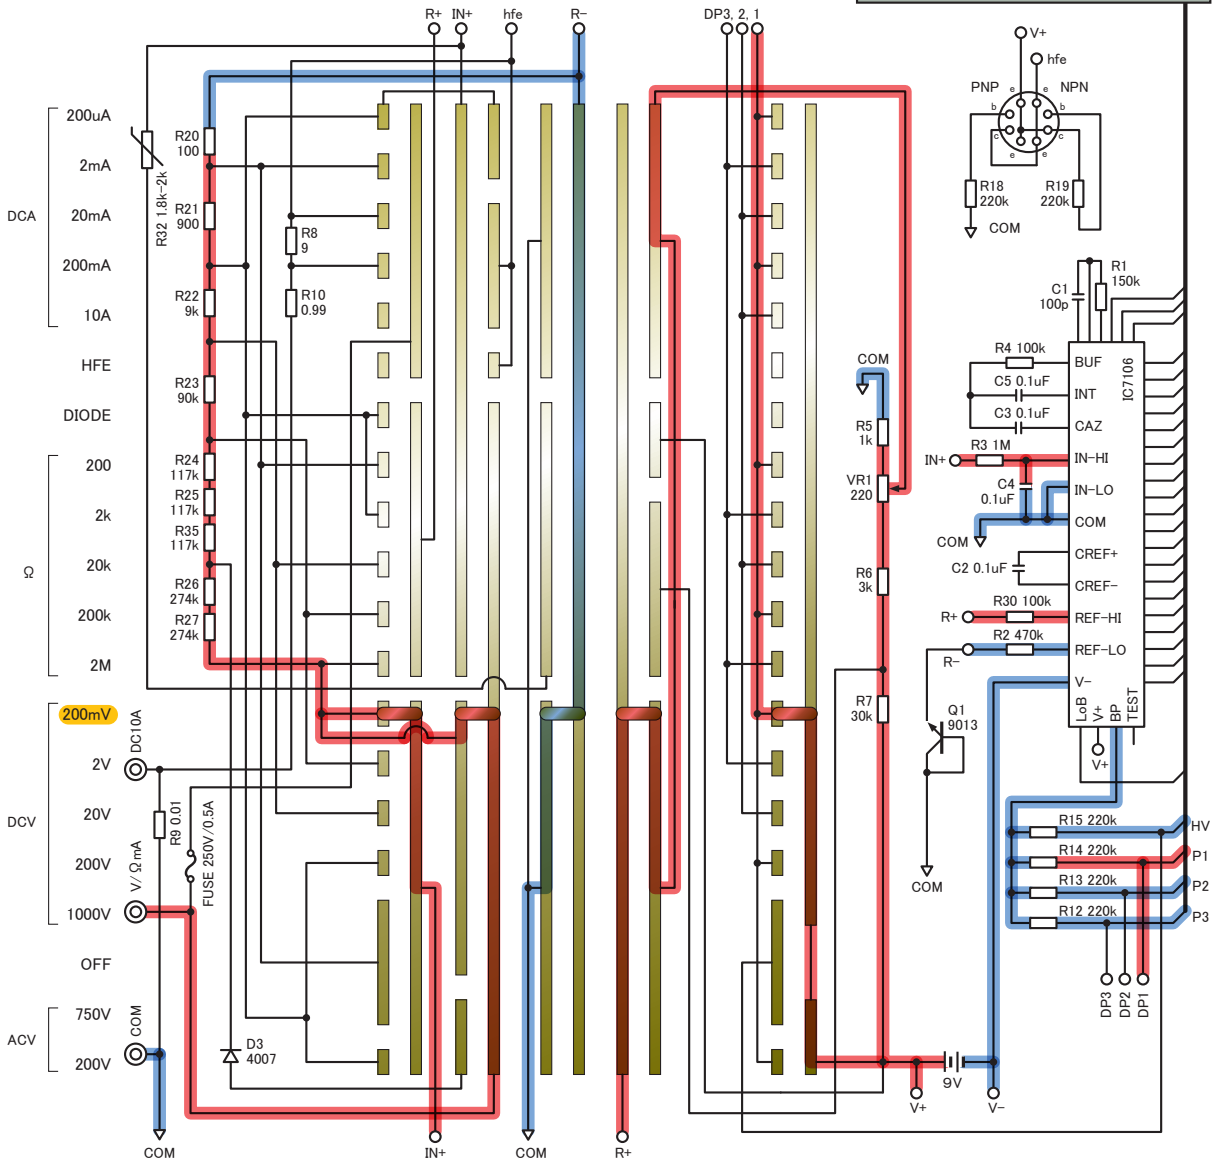 R+ IN+ hfe R- DP3, 2, 1
V+
hfe
PNP NPN
e e
b b
c c
e e
R18
220k
R19
220k
COM
200uA
2mA
DCA 20mA
200mA
10A
HFE
DIODE
200
2k
Ω 20k
200k
2M
200mV
2V
DCV 20V
200V
1000V
OFF
750V
ACV
200V
R20
100
R21
900
R22
9k
R23
90k
R24
117k
R25
117k
R35
117k
R26
274k
R27
274k
R32 1.8k-2k
R8
9
R10
0.99
DC10A
R9 0.01
FUSE 250V/0.5A
V/ΩmA
COM
D3
4007
COM
IN+
COM
R+
COM
R5
1k
VR1
220
R6
3k
R7
30k
C1
100p
R1
150k
R4 100k
C5 0.1uF
C3 0.1uF
IN+ R3 1M
C4
0.1uF
COM
C2 0.1uF
R+ R30 100k
R- R2 470k
IC7106
BUF
INT
CAZ
IN-HI
IN-LO
COM
CREF+
CREF-
REF-HI
REF-LO
V-
LoB V+ BP TEST
V+
Q1
9013
COM
R15 220k HV
R14 220k P1
R13 220k P2
R12 220k P3
DP3 DP2 DP1
9V
V+ V-